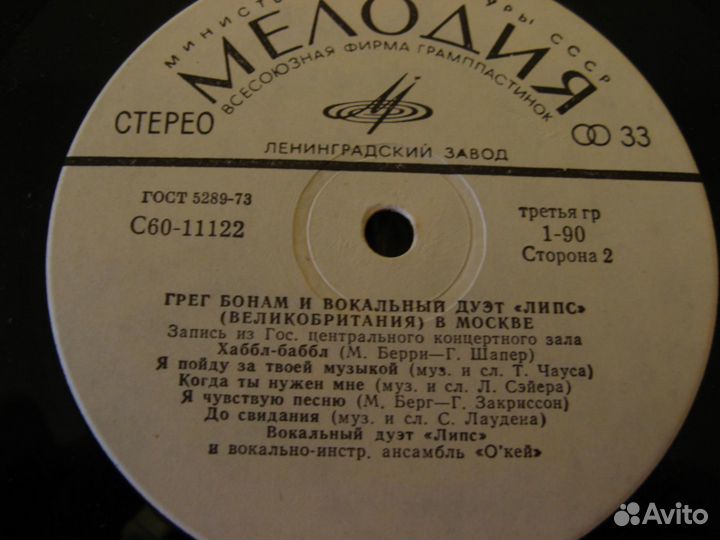 МИНИСТ УРЫ СССР
МЕЛОДИЯ
ВСЕСОЮЗНАЯ ФИРМА ГРАМПЛАСТИНОК
СТЕРЕО
33
ЛЕНИНГРАДСКИЙ ЗАВОД
ГОСТ 5289-73
С60-11122
третья гр
1-90
Сторона 2
ГРЕГ БОНАМ И ВОКАЛЬНЫЙ ДУЭТ «ЛИПС»
(ВЕЛИКОБРИТАНИЯ) В МОСКВЕ
Запись из Гос. центрального концертного зала
Хаббл-баббл (М. Берри—Г. Шапер)
Я пойду за твоей музыкой (муз. и сл. Т. Чауса)
Когда ты нужен мне (муз. и сл. Л. Сэйера)
Я чувствую песню (М. Берг—Г. Закриссон)
До свидания (муз. и сл. С. Лаудена)
Вокальный дуэт «Липс»
и вокально-инстр. ансамбль «О'кей»
Avito